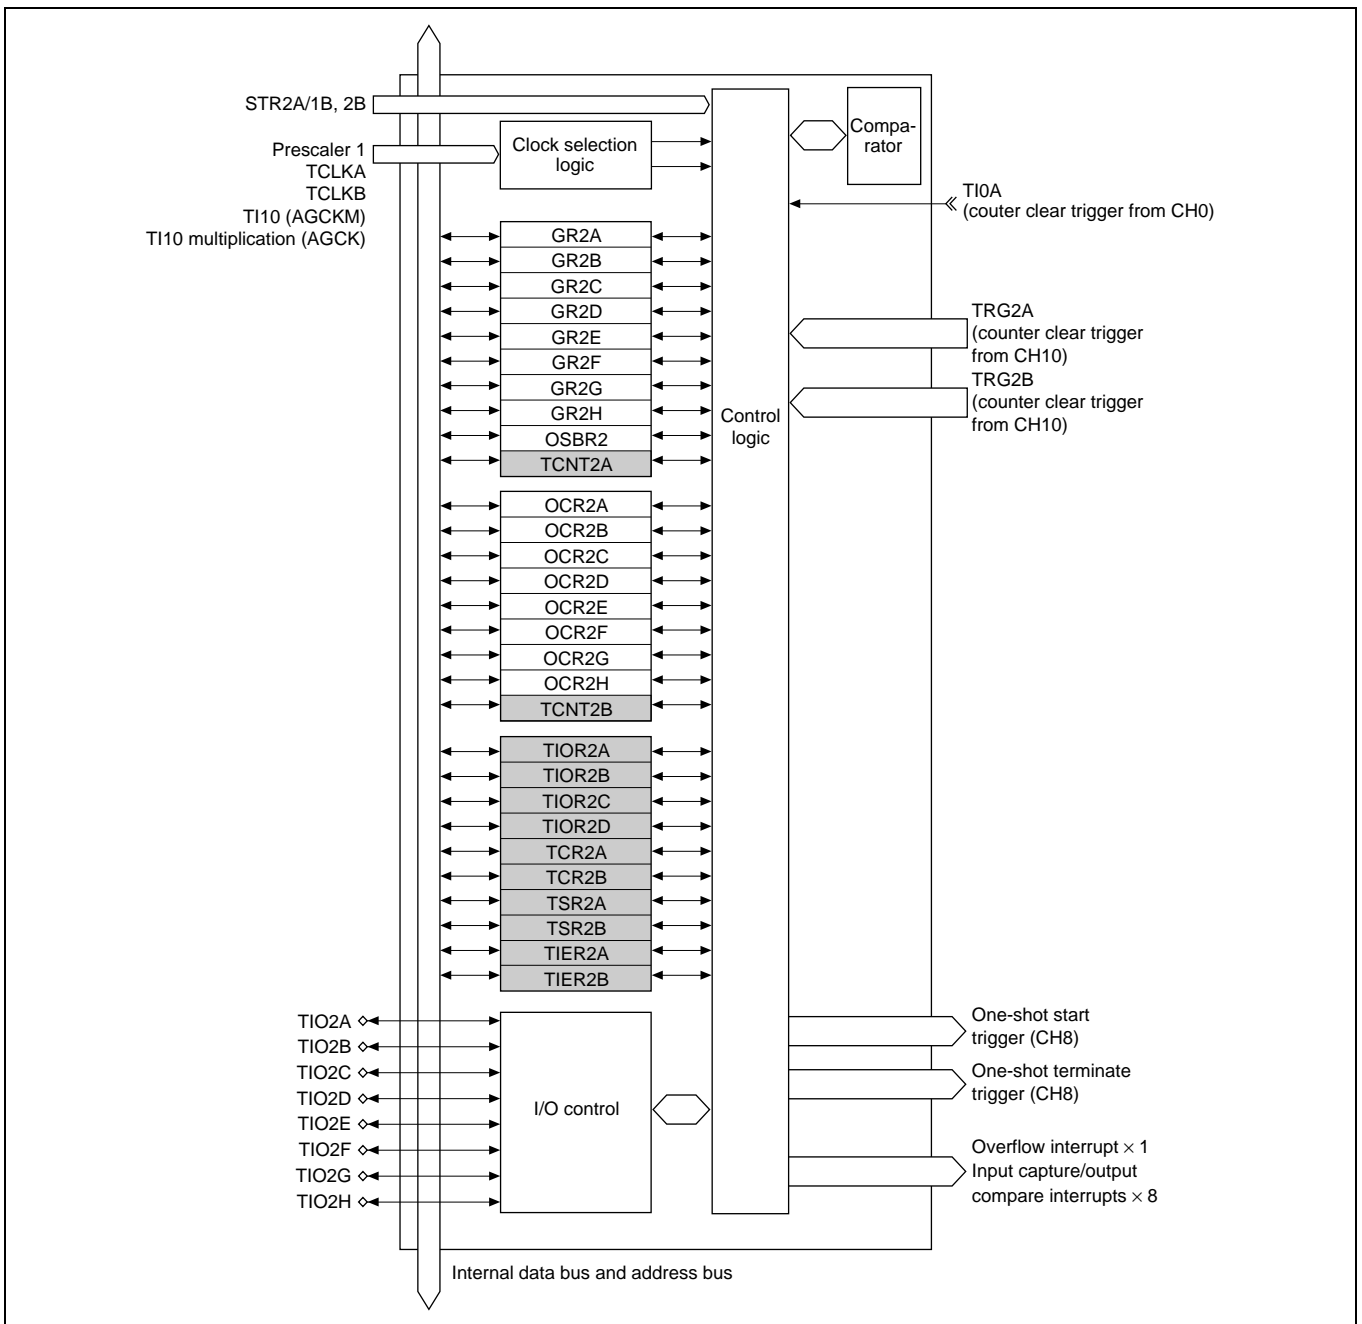 STR2A/1B, 2B
Prescaler 1
TCLKA
TCLKB
TI10 (AGCKM)
TI10 multiplication (AGCK)
Clock selection
logic
Compa-
rator
TI0A
(couter clear trigger from CH0)
GR2A
GR2B
GR2C
GR2D
GR2E
GR2F
GR2G
GR2H
OSBR2
TCNT2A
TRG2A
(counter clear trigger
from CH10)
TRG2B
(counter clear trigger
from CH10)
Control
logic
OCR2A
OCR2B
OCR2C
OCR2D
OCR2E
OCR2F
OCR2G
OCR2H
TCNT2B
TIOR2A
TIOR2B
TIOR2C
TIOR2D
TCR2A
TCR2B
TSR2A
TSR2B
TIER2A
TIER2B
TIO2A
TIO2B
TIO2C
TIO2D
TIO2E
TIO2F
TIO2G
TIO2H
I/O control
One-shot start
trigger (CH8)
One-shot terminate
trigger (CH8)
Overflow interrupt × 1
Input capture/output
compare interrupts × 8
Internal data bus and address bus